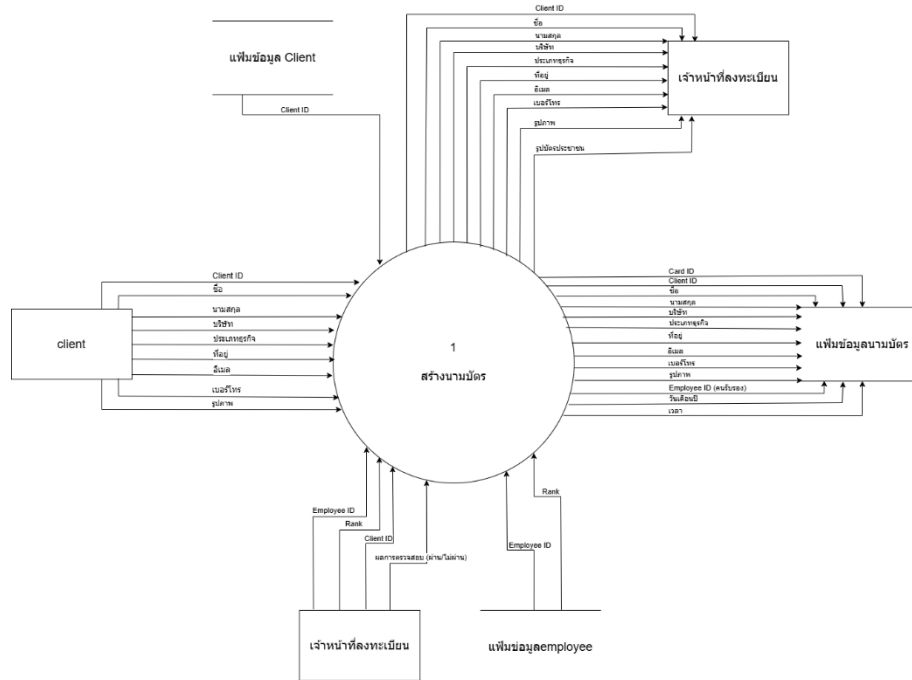 แฟ้มข้อมูล Client
Client ID
Client ID
ชื่อ
นามสกุล
บริษัท
ประเภทธุรกิจ
ที่อยู่
อีเมล
เบอร์โทร
รูปภาพ
รูปบัตรประชาชน
เจ้าหน้าที่ลงทะเบียน
client
Client ID
ชื่อ
นามสกุล
บริษัท
ประเภทธุรกิจ
ที่อยู่
อีเมล
เบอร์โทร
รูปภาพ
1
สร้างนามบัตร
Card ID
Client ID
ชื่อ
นามสกุล
บริษัท
ประเภทธุรกิจ
ที่อยู่
อีเมล
เบอร์โทร
รูปภาพ
Employee ID (คนรับรอง)
วันเดือนปี
เวลา
แฟ้มข้อมูลนามบัตร
Employee ID
Rank
Client ID
ผลการตรวจสอบ (ผ่าน/ไม่ผ่าน)
เจ้าหน้าที่ลงทะเบียน
Rank
Employee ID
แฟ้มข้อมูลemployee